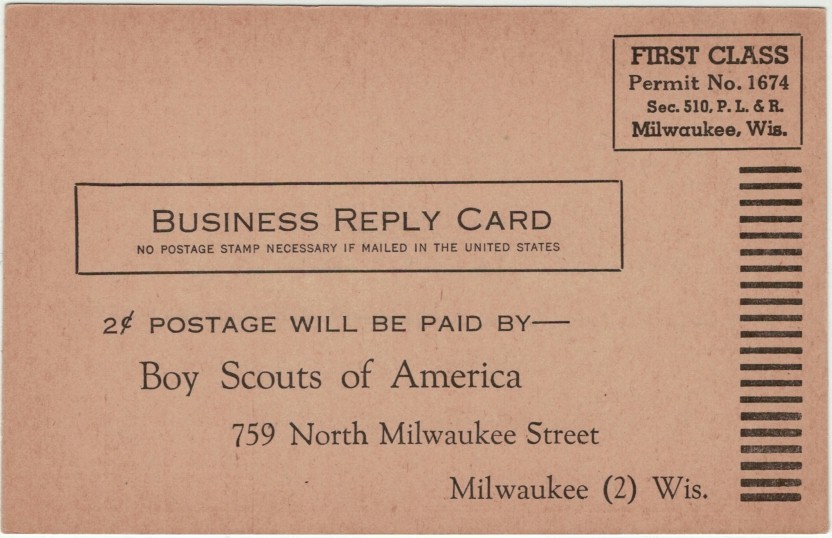 FIRST CLASS
Permit No. 1674
Sec. 510, P. L. & R.
Milwaukee, Wis.
BUSINESS REPLY CARD
NO POSTAGE STAMP NECESSARY IF MAILED IN THE UNITED STATES
2¢ POSTAGE WILL BE PAID BY—
Boy Scouts of America
759 North Milwaukee Street
Milwaukee (2) Wis.